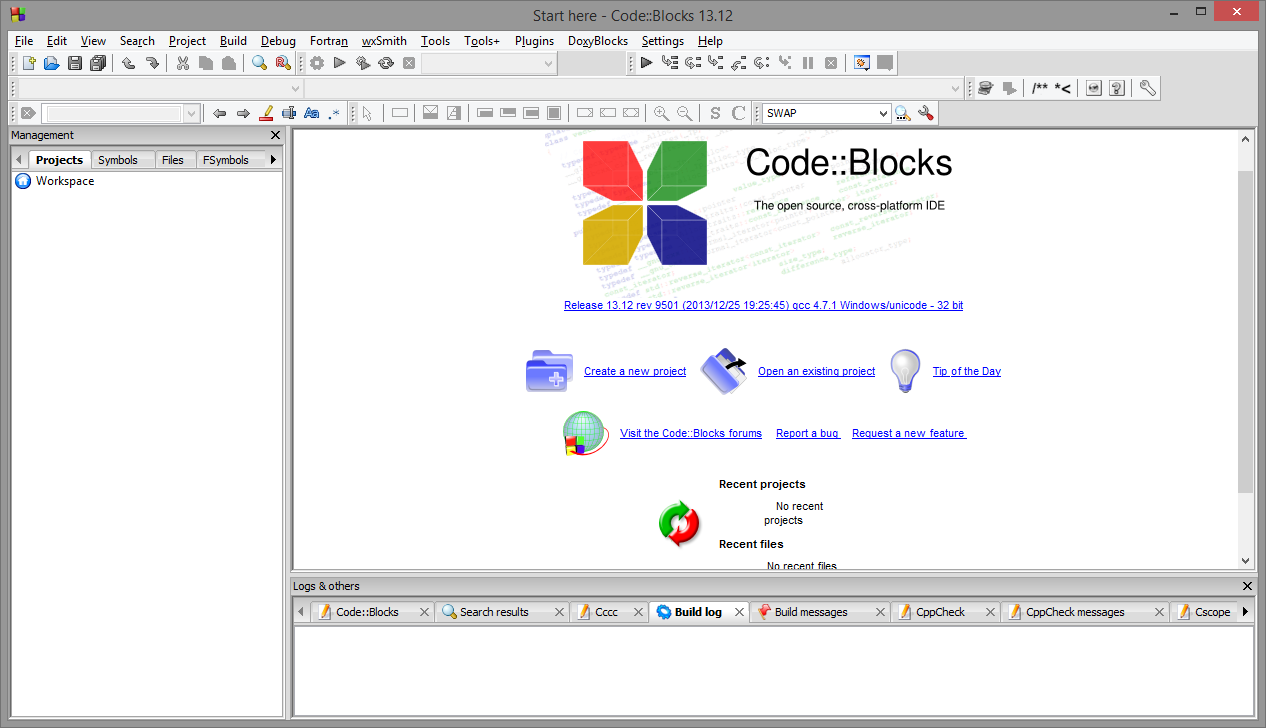 Start here - Code::Blocks 13.12
File Edit View Search Project Build Debug Fortran wxSmith Tools Tools+ Plugins DoxyBlocks Settings Help
/** *<
Aa .* S C SWAP
Management
Projects Symbols Files FSymbols
Workspace
Code::Blocks
The open source, cross-platform IDE
Release 13.12 rev 9501 (2013/12/25 19:25:45) gcc 4.7.1 Windows/unicode - 32 bit
Create a new project Open an existing project Tip of the Day
Visit the Code::Blocks forums Report a bug Request a new feature
Recent projects
No recent
projects
Recent files
No recent files
Logs & others
Code::Blocks Search results Cccc Build log Build messages CppCheck CppCheck messages Cscope